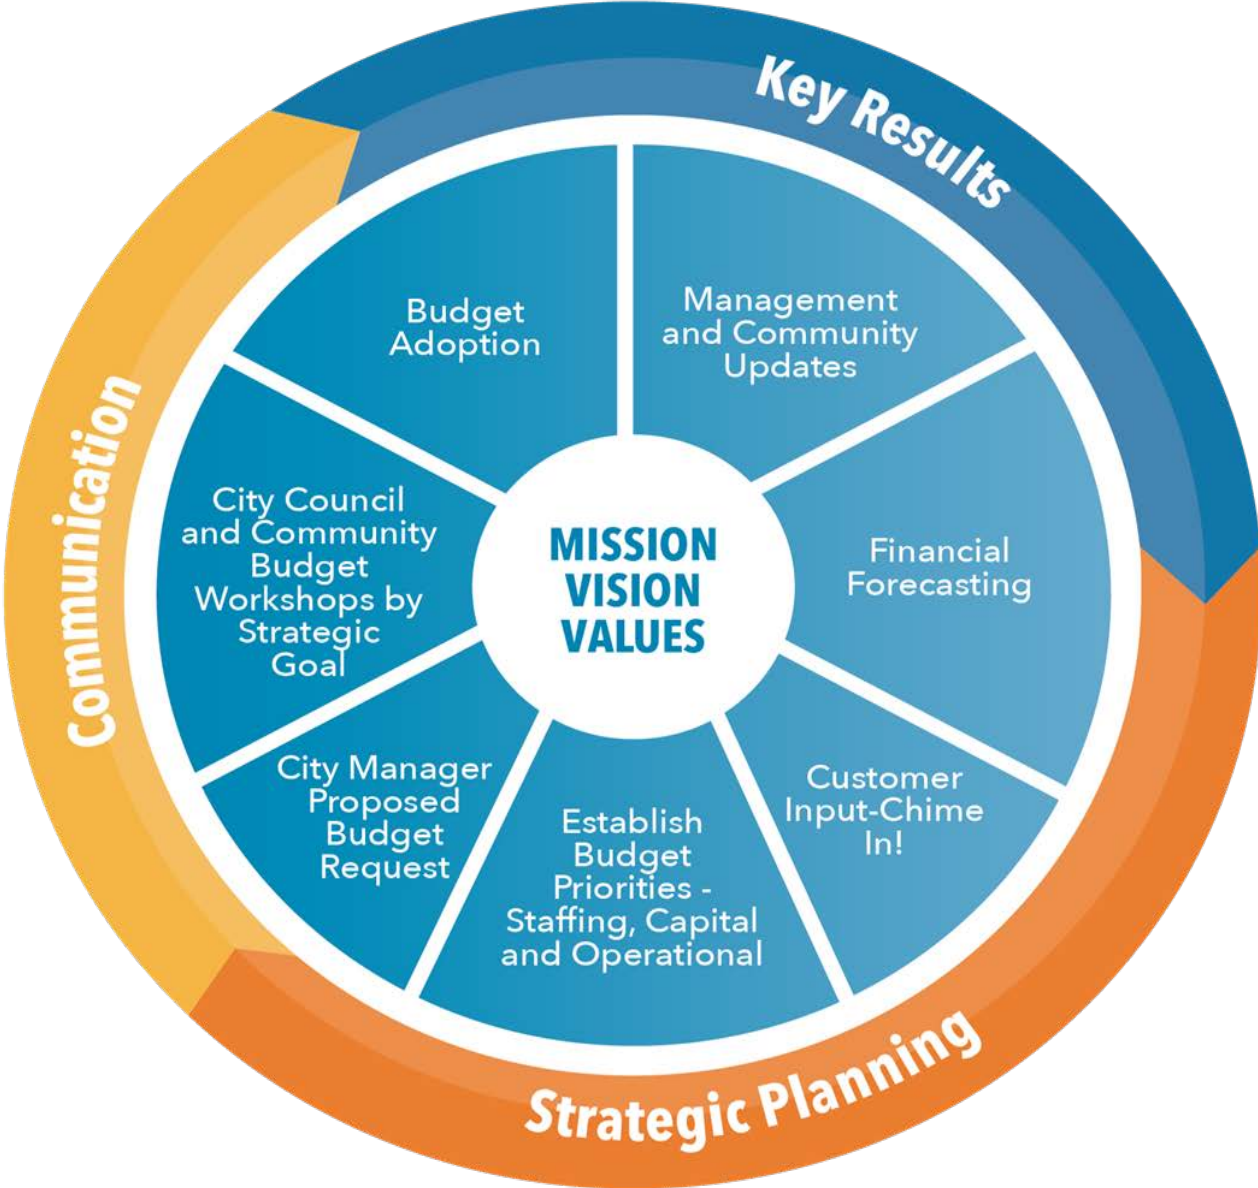 Key Results
Management
and Community
Updates
Financial
Forecasting
Customer
Input-Chime
In!
Strategic Planning
Establish
Budget
Priorities -
Staffing, Capital
and Operational
City Manager
Proposed
Budget
Request
Communication
City Council
and Community
Budget
Workshops by
Strategic
Goal
Budget
Adoption
MISSION
VISION
VALUES